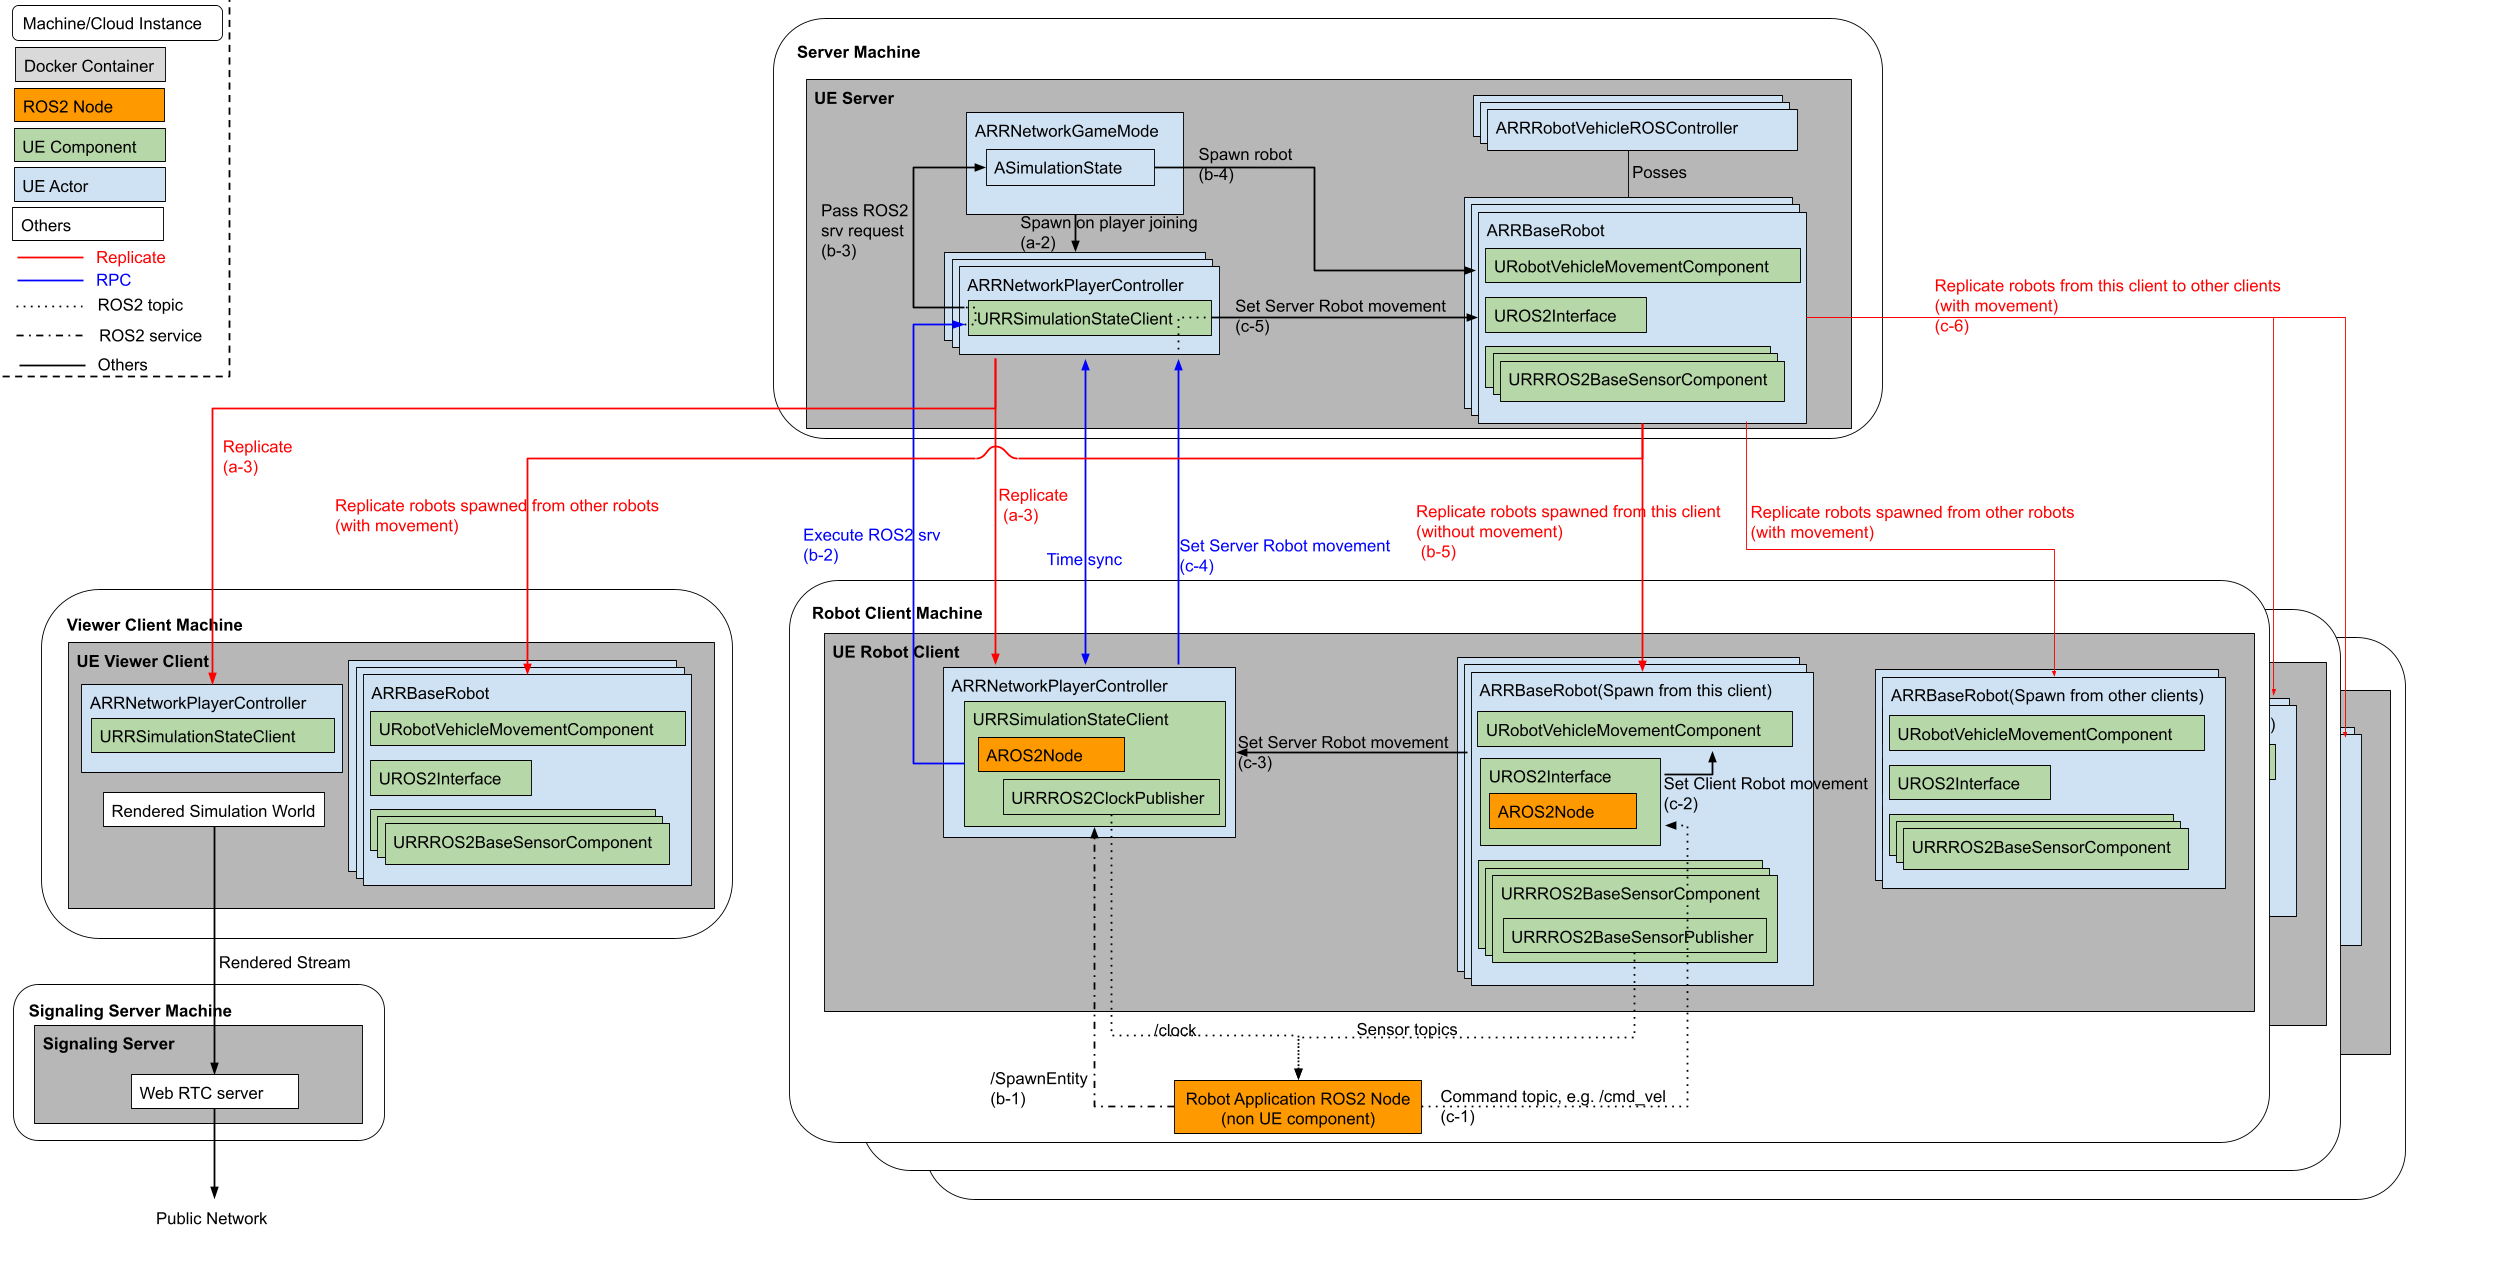 Machine/Cloud Instance
Docker Container
ROS2 Node
UE Component
UE Actor
Others
Replicate
RPC
ROS2 topic
ROS2 service
Others
Server Machine
UE Server
ARRNetworkGameMode
ASimulationState
Spawn robot
(b-4)
ARRRobotVehicleROSController
Posses
Pass ROS2
srv request
(b-3)
Spawn on player joining
(a-2)
ARRNetworkPlayerController
URRSimulationStateClient
Set Server Robot movement
(c-5)
ARRBaseRobot
URobotVehicleMovementComponent
UROS2Interface
URRROS2BaseSensorComponent
Replicate robots from this client to other clients
(with movement)
(c-6)
Replicate
(a-3)
Replicate robots spawned from other robots
(with movement)
Execute ROS2 srv
(b-2)
Replicate
(a-3)
Time sync
Set Server Robot movement
(c-4)
Replicate robots spawned from this client
(without movement)
(b-5)
Replicate robots spawned from other robots
(with movement)
Viewer Client Machine
UE Viewer Client
ARRNetworkPlayerController
URRSimulationStateClient
Rendered Simulation World
ARRBaseRobot
URobotVehicleMovementComponent
UROS2Interface
URRROS2BaseSensorComponent
Rendered Stream
Signaling Server Machine
Signaling Server
Web RTC server
Public Network
Robot Client Machine
UE Robot Client
ARRNetworkPlayerController
URRSimulationStateClient
AROS2Node
URRROS2ClockPublisher
Set Server Robot movement
(c-3)
ARRBaseRobot(Spawn from this client)
URobotVehicleMovementComponent
UROS2Interface
AROS2Node
Set Client Robot movement
(c-2)
URRROS2BaseSensorComponent
URRROS2BaseSensorPublisher
ARRBaseRobot(Spawn from other clients)
URobotVehicleMovementComponent
UROS2Interface
URRROS2BaseSensorComponent
)
/clock
Sensor topics
/SpawnEntity
(b-1)
Robot Application ROS2 Node
(non UE component)
Command topic, e.g. /cmd_vel
(c-1)